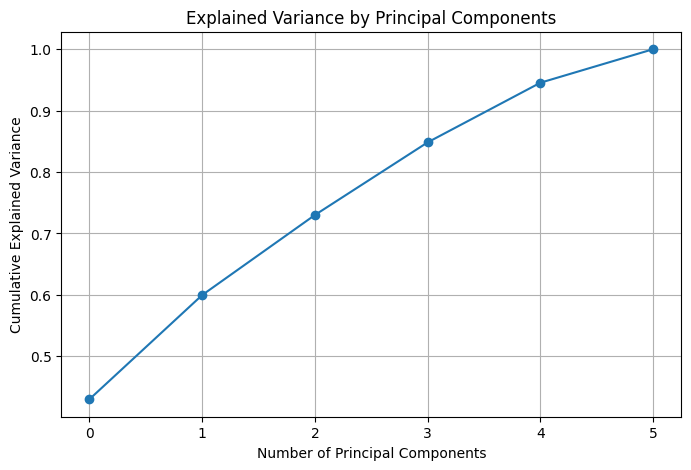 Explained Variance by Principal Components
Cumulative Explained Variance
1.0
0.9
0.8
0.7
0.6
0.5
0 1 2 3 4 5
Number of Principal Components